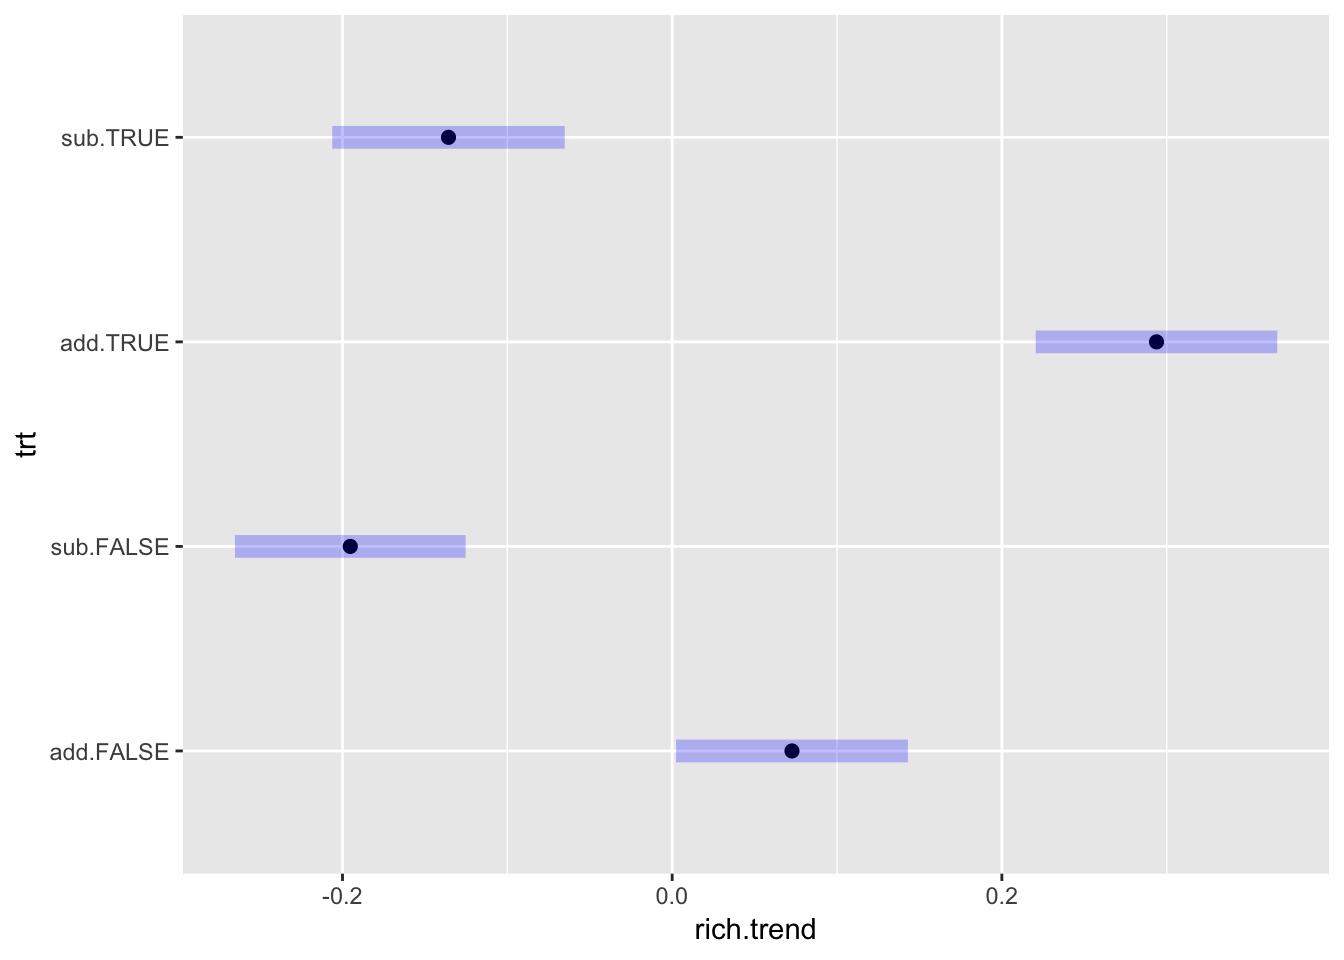 sub.TRUE
add.TRUE
trt
sub.FALSE
add.FALSE
-0.2 0.0 0.2
rich.trend